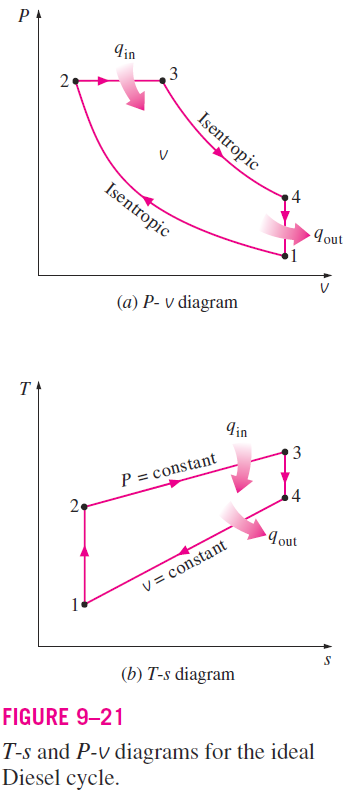 P
q_in
2
3
Isentropic
v
Isentropic
4
q_out
1
v
(a) P- v diagram
T
q_in
P = constant
3
2
4
q_out
v = constant
1
s
(b) T-s diagram
FIGURE 9–21
T-s and P-v diagrams for the ideal
Diesel cycle.